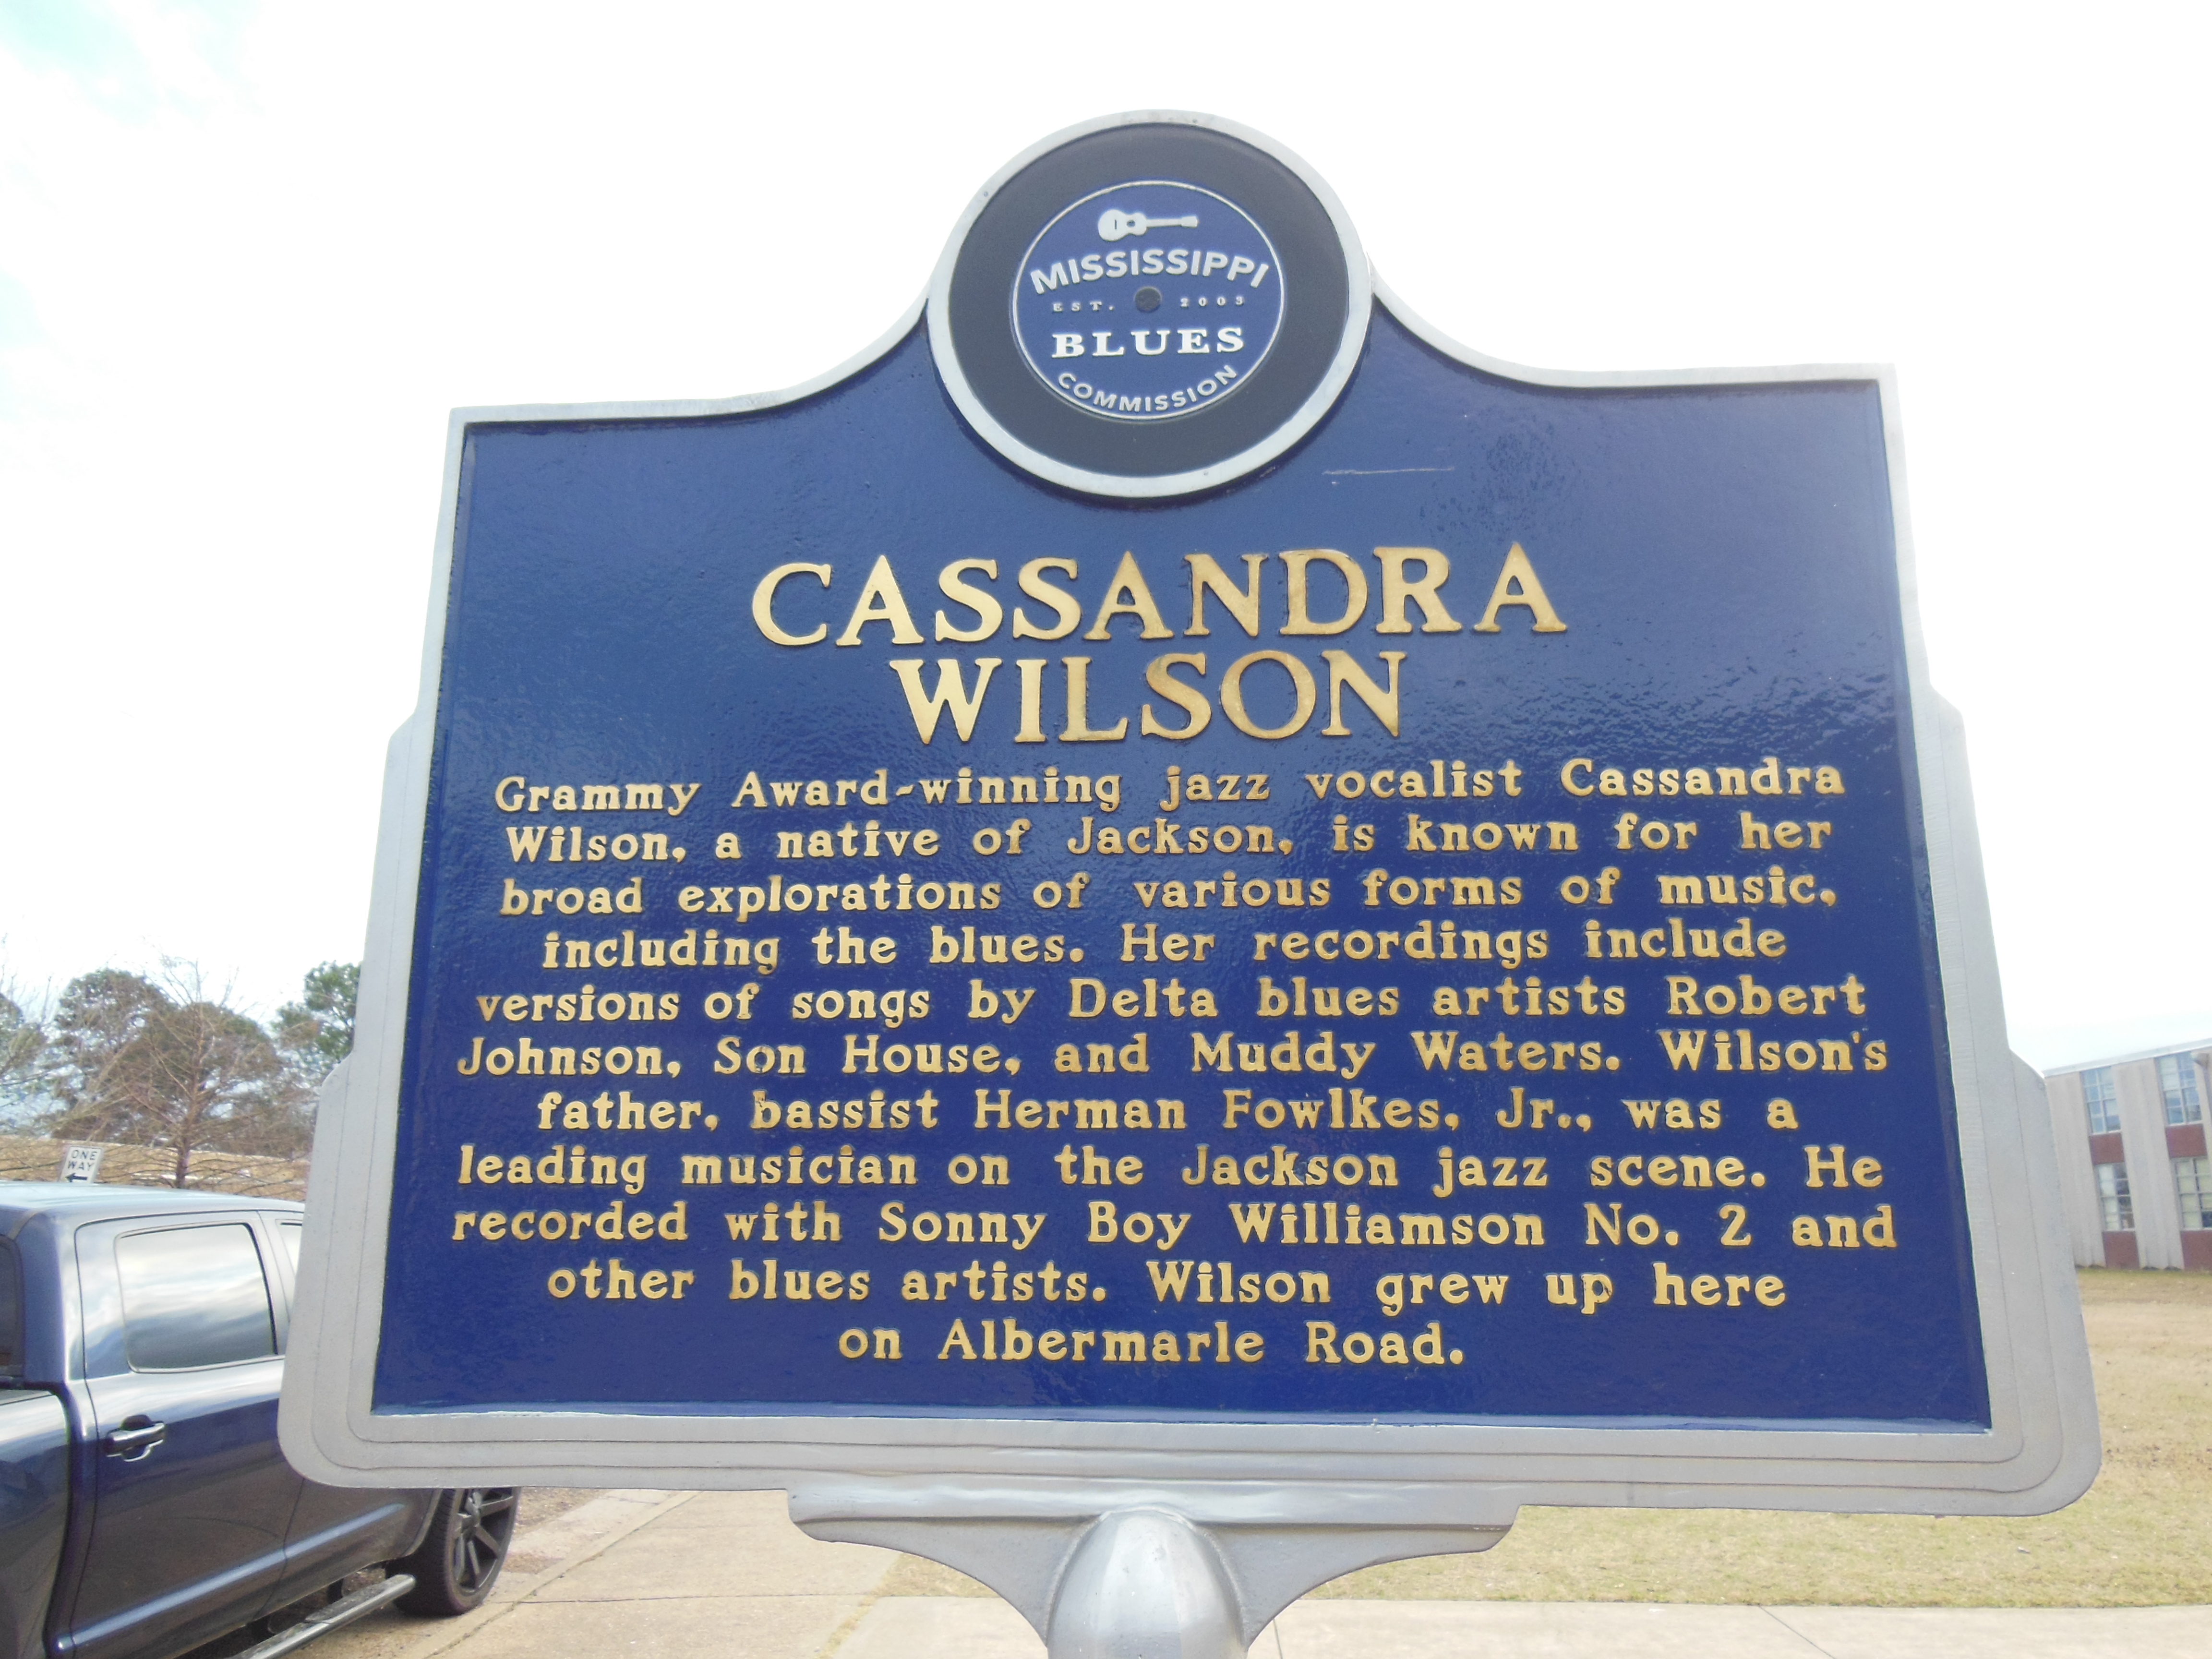 MISSISSIPPI
EST. 2003
BLUES
COMMISSION
CASSANDRA
WILSON
Grammy Award-winning jazz vocalist Cassandra
Wilson, a native of Jackson, is known for her
broad explorations of various forms of music,
including the blues. Her recordings include
versions of songs by Delta blues artists Robert
Johnson, Son House, and Muddy Waters. Wilson's
father, bassist Herman Fowlkes, Jr., was a
leading musician on the Jackson jazz scene. He
recorded with Sonny Boy Williamson No. 2 and
other blues artists. Wilson grew up here
on Albermarle Road.
ONE
WAY